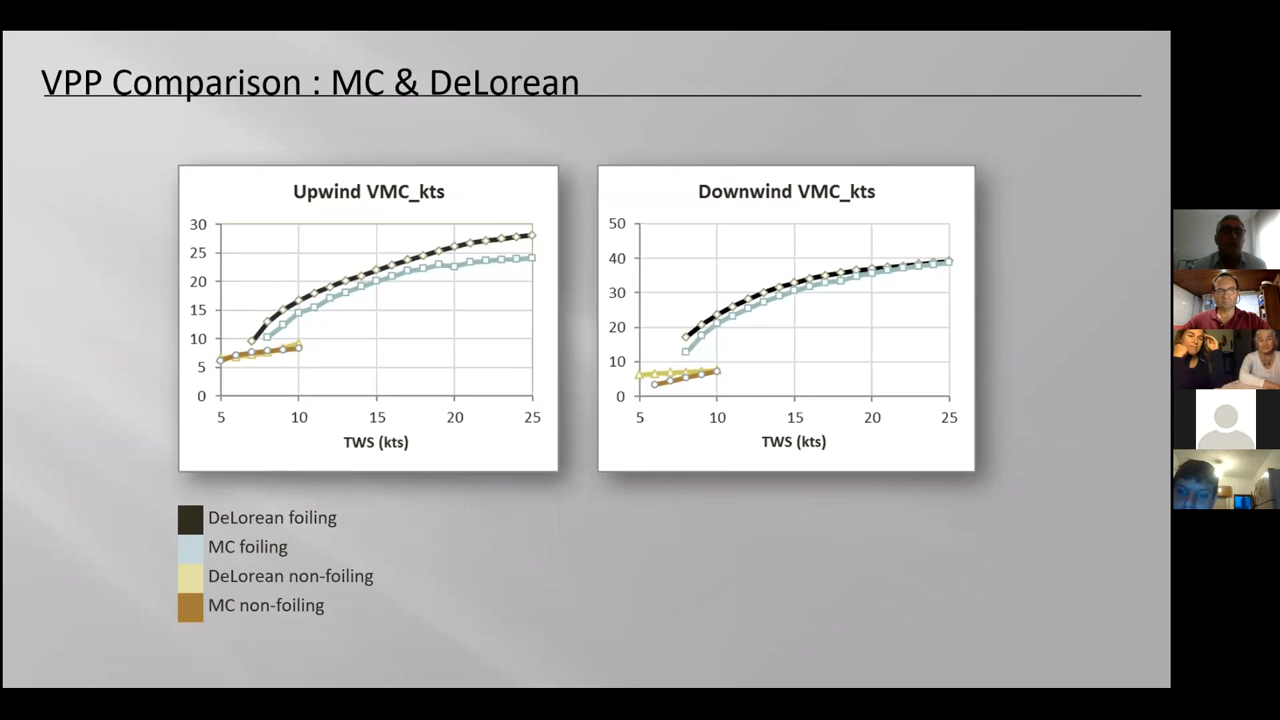 VPP Comparison : MC & DeLorean
Upwind VMC_kts
30
25
20
15
10
5
0
5 10 15 20 25
TWS (kts)
Downwind VMC_kts
50
40
30
20
10
0
5 10 15 20 25
TWS (kts)
DeLorean foiling
MC foiling
DeLorean non-foiling
MC non-foiling